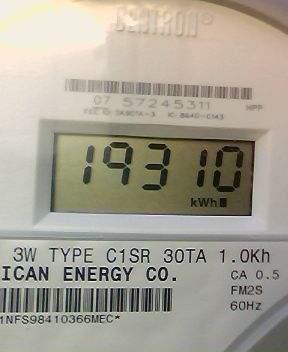 CENTRON®
07 57245311 HPP
19310
kWh
3W TYPE C1SR 30TA 1.0Kh
ICAN ENERGY CO. CA 0.5
FM2S
1NFS98410366MEC* 60Hz